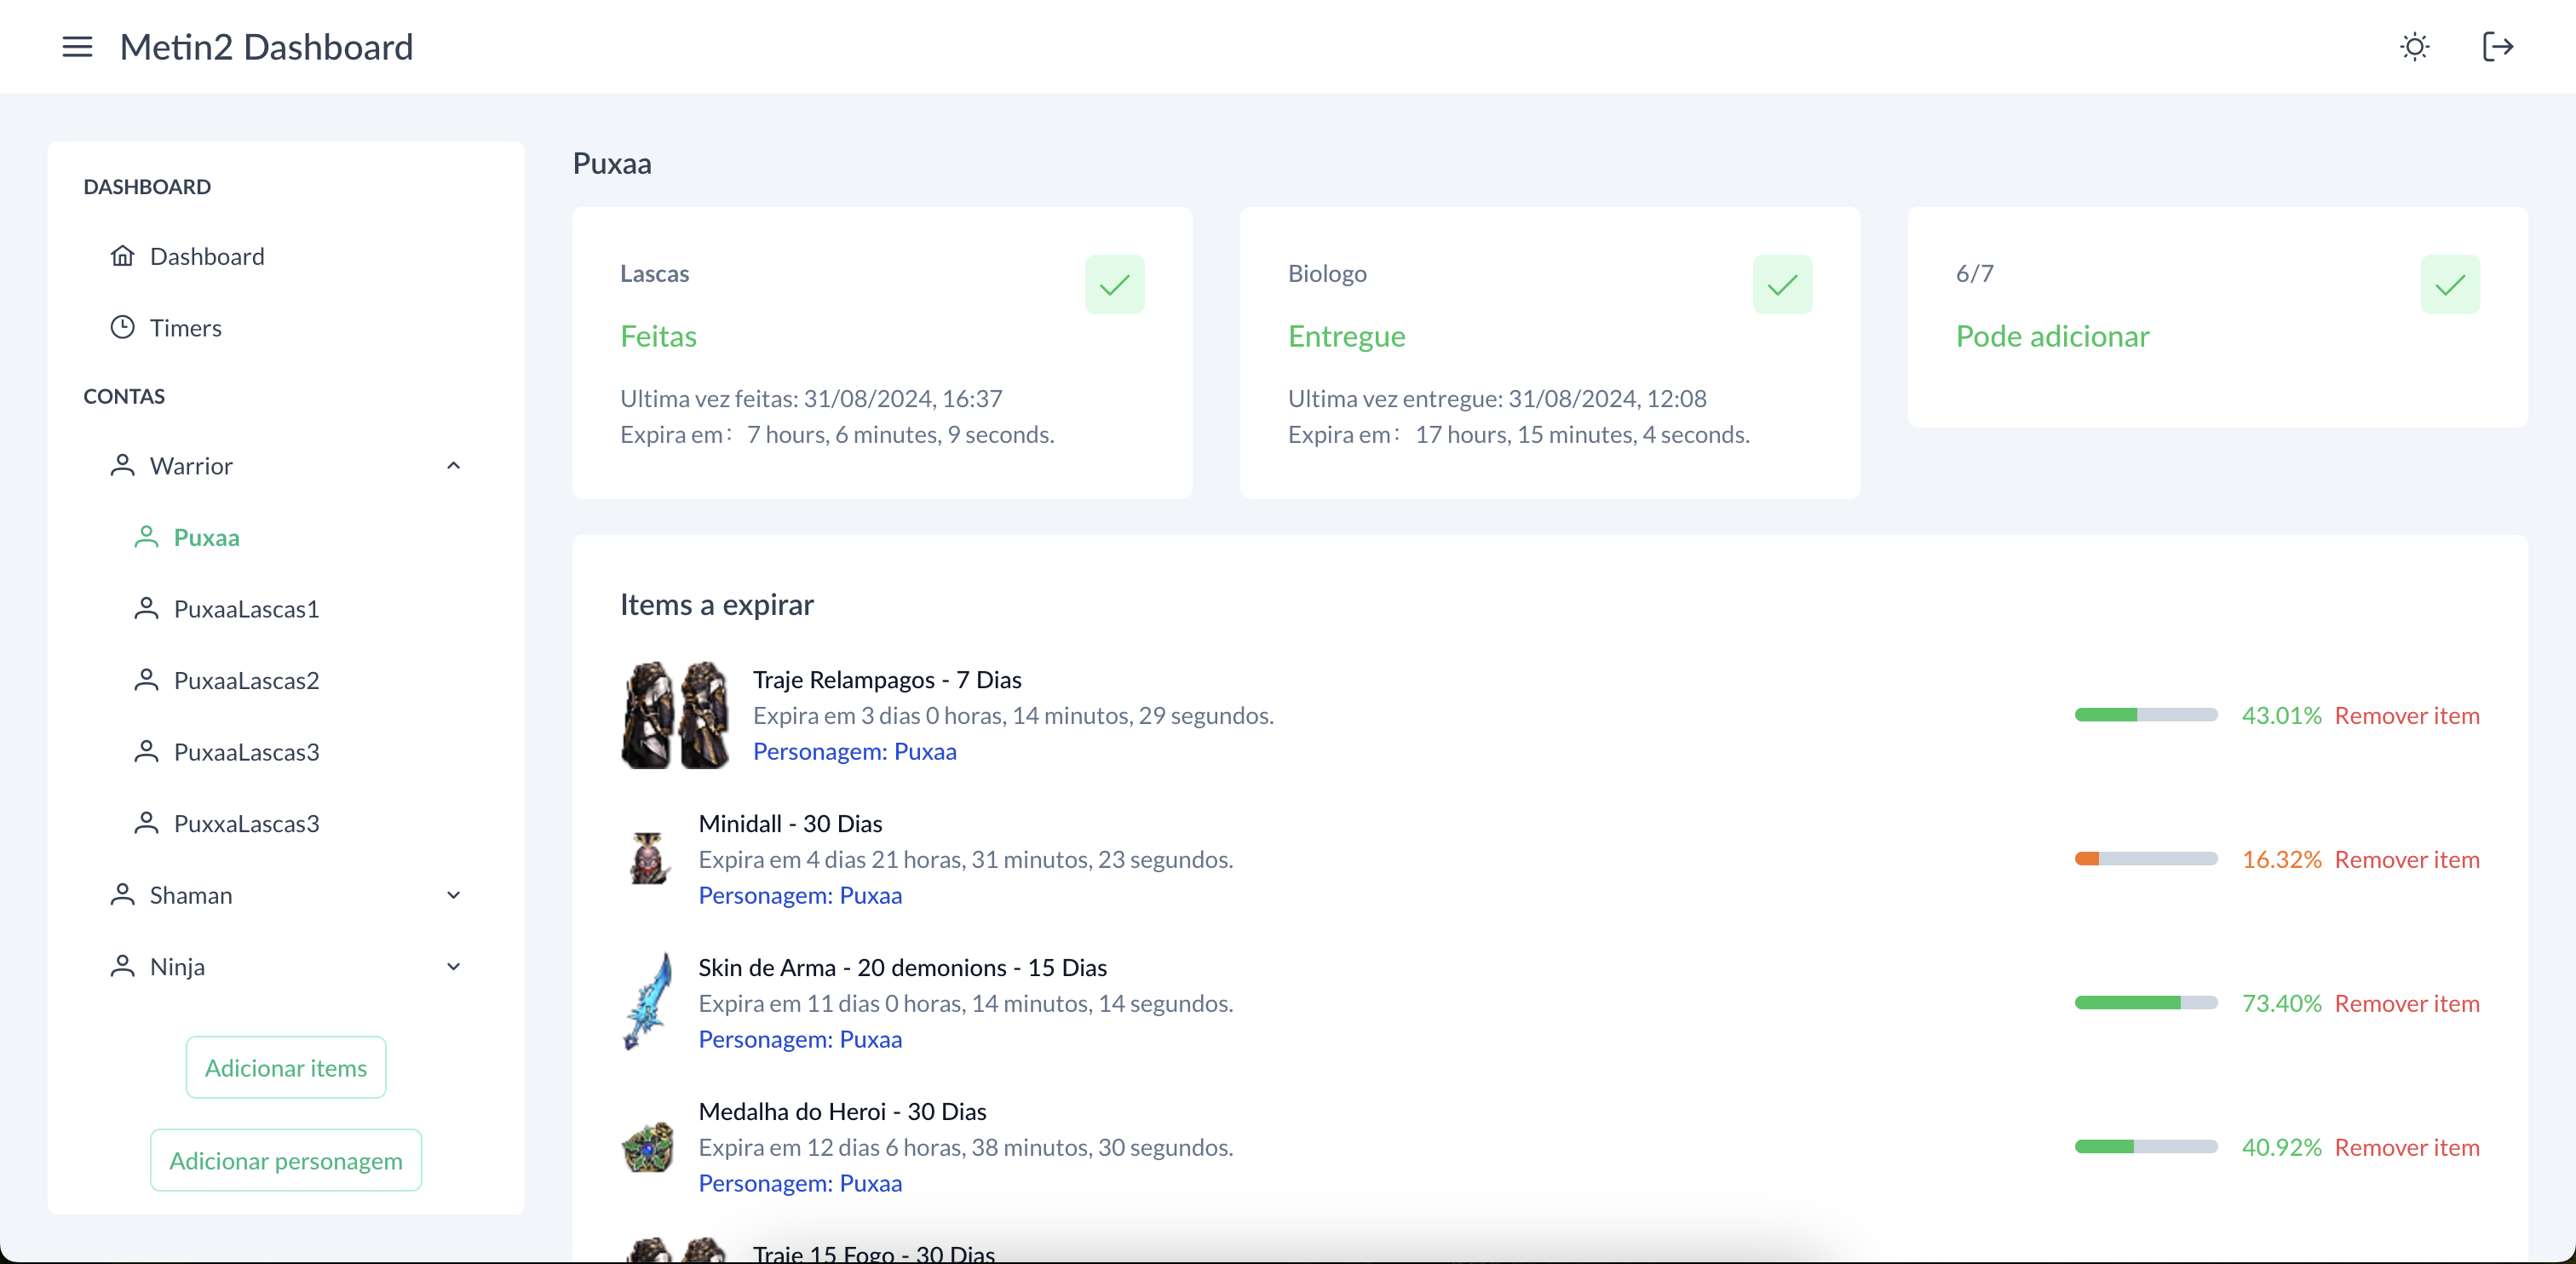 Metin2 Dashboard
DASHBOARD
Dashboard
Timers
CONTAS
Warrior
Puxaa
PuxaaLascas1
PuxaaLascas2
PuxaaLascas3
PuxxaLascas3
Shaman
Ninja
Adicionar items
Adicionar personagem
Puxaa
Lascas
Feitas
Ultima vez feitas: 31/08/2024, 16:37
Expira em: 7 hours, 6 minutes, 9 seconds.
Biologo
Entregue
Ultima vez entregue: 31/08/2024, 12:08
Expira em: 17 hours, 15 minutes, 4 seconds.
6/7
Pode adicionar
Items a expirar
Traje Relampagos - 7 Dias
Expira em 3 dias 0 horas, 14 minutos, 29 segundos.
Personagem: Puxaa
43.01% Remover item
Minidall - 30 Dias
Expira em 4 dias 21 horas, 31 minutos, 23 segundos.
Personagem: Puxaa
16.32% Remover item
Skin de Arma - 20 demonions - 15 Dias
Expira em 11 dias 0 horas, 14 minutos, 14 segundos.
Personagem: Puxaa
73.40% Remover item
Medalha do Heroi - 30 Dias
Expira em 12 dias 6 horas, 38 minutos, 30 segundos.
Personagem: Puxaa
40.92% Remover item
Traje 15 Fogo - 30 Dias